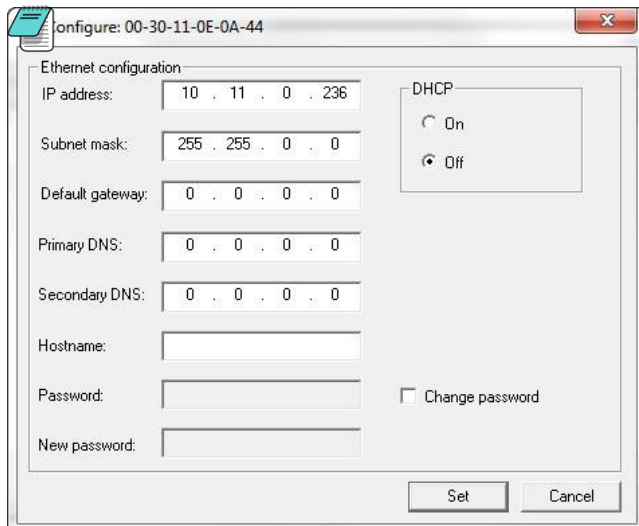 Configure: 00-30-11-0E-0A-44
Ethernet configuration
IP address: 10 . 11 . 0 . 236
DHCP
On
Subnet mask: 255 . 255 . 0 . 0
Off
Default gateway: 0 . 0 . 0 . 0
Primary DNS: 0 . 0 . 0 . 0
Secondary DNS: 0 . 0 . 0 . 0
Hostname:
Password:
Change password
New password:
Set
Cancel